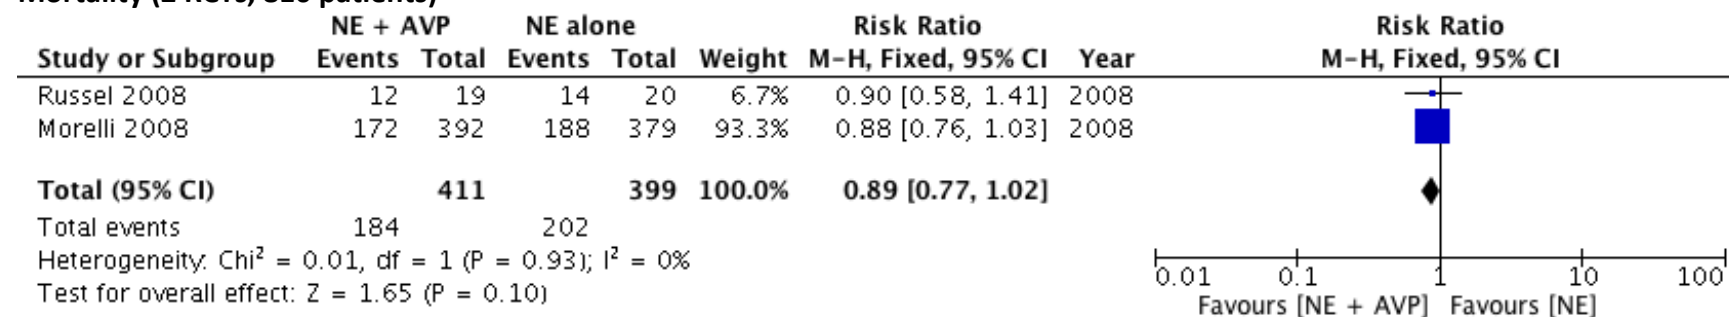 NE + AVP NE alone Risk Ratio Risk Ratio
Study or Subgroup Events Total Events Total Weight M-H, Fixed, 95% CI Year M-H, Fixed, 95% CI
Russel 2008 12 19 14 20 6.7% 0.90 [0.58, 1.41] 2008
Morelli 2008 172 392 188 379 93.3% 0.88 [0.76, 1.03] 2008
Total (95% CI) 411 399 100.0% 0.89 [0.77, 1.02]
Total events 184 202
Heterogeneity: Chi² = 0.01, df = 1 (P = 0.93); I² = 0%
Test for overall effect: Z = 1.65 (P = 0.10)
0.01 0.1 1 10 100
Favours [NE + AVP] Favours [NE]